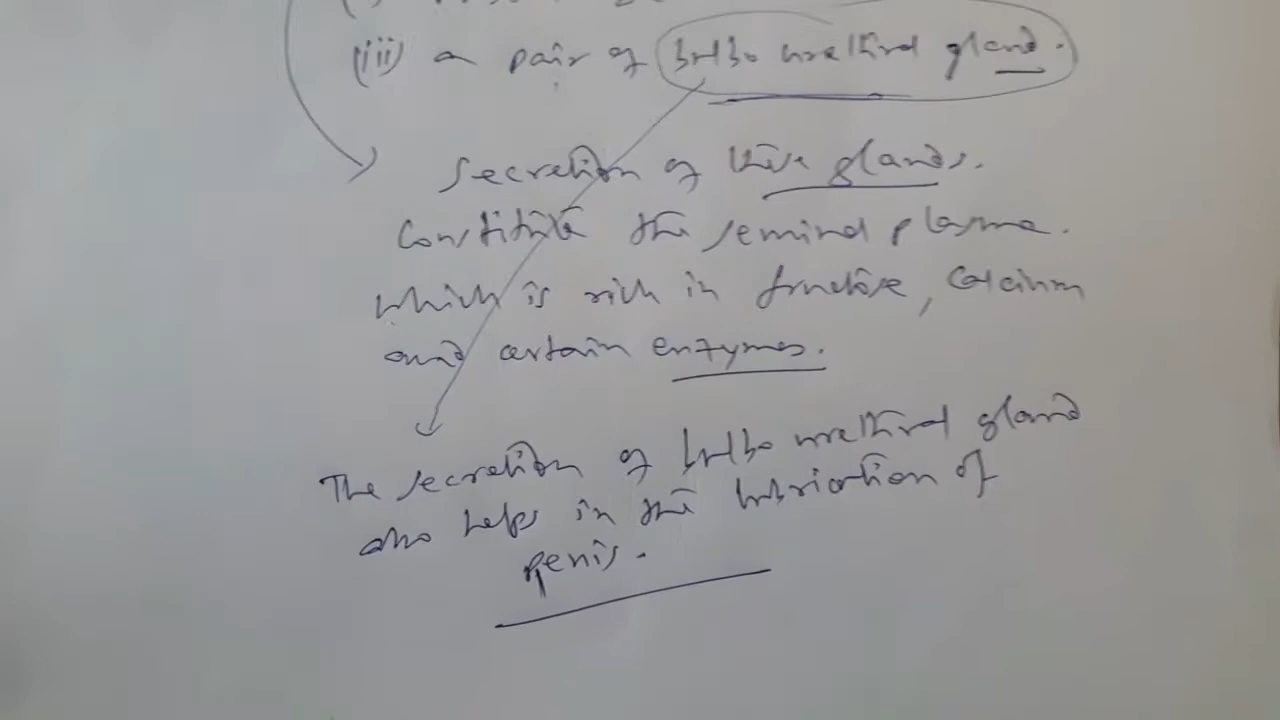 (iii) a pair of bulbo urethral gland.
Secretion of these glands.
Constitute the seminal plasma.
which is rich in fructose, calcium
and certain enzymes.
The secretion of bulbo urethral gland
also helps in the lubrication of
penis.